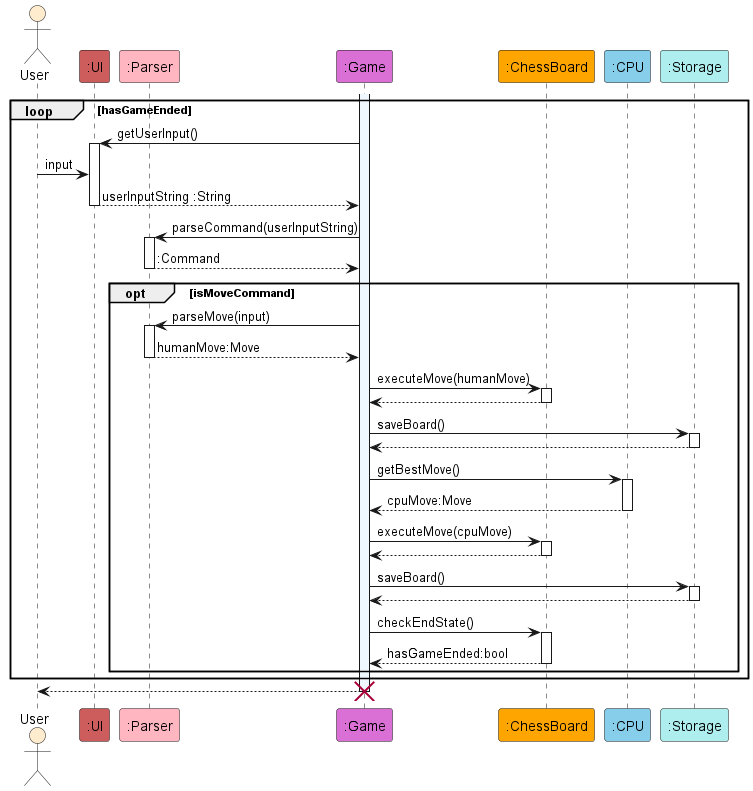 User
:UI
:Parser
:Game
:ChessBoard
:CPU
:Storage
loop
[hasGameEnded]
getUserInput()
input
userInputString :String
parseCommand(userInputString)
:Command
opt
[isMoveCommand]
parseMove(input)
humanMove:Move
executeMove(humanMove)
saveBoard()
getBestMove()
cpuMove:Move
executeMove(cpuMove)
saveBoard()
checkEndState()
hasGameEnded:bool
User
:UI
:Parser
:Game
:ChessBoard
:CPU
:Storage